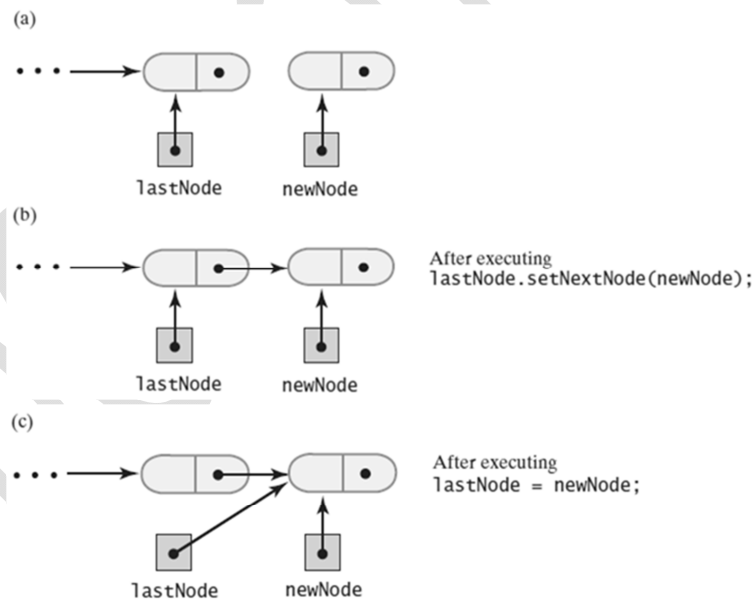 (a)
lastNode newNode
(b)
After executing
lastNode.setNextNode(newNode);
lastNode newNode
(c)
After executing
lastNode = newNode;
lastNode newNode